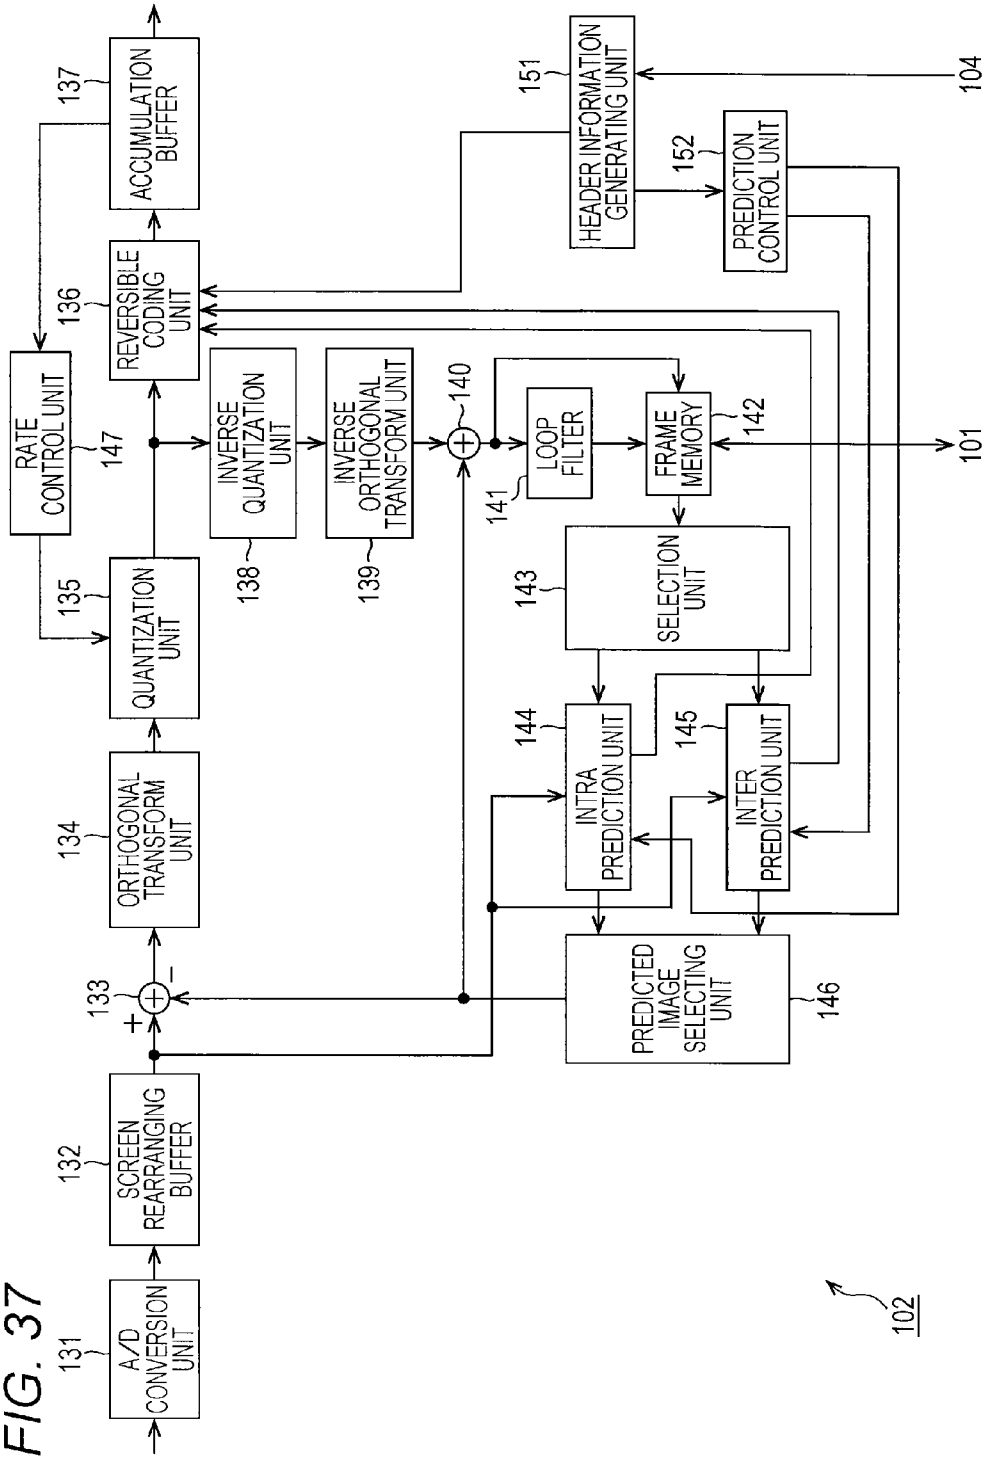 FIG. 37
131
A/D
CONVERSION
UNIT
132
SCREEN
REARRANGING
BUFFER
133
+
−
134
ORTHOGONAL
TRANSFORM
UNIT
135
QUANTIZATION
UNIT
RATE
CONTROL UNIT
147
136
REVERSIBLE
CODING
UNIT
137
ACCUMULATION
BUFFER
INVERSE
QUANTIZATION
UNIT
138
INVERSE
ORTHOGONAL
TRANSFORM UNIT
139
140
LOOP
FILTER
141
FRAME
MEMORY
142
143
SELECTION
UNIT
144
INTRA
PREDICTION UNIT
145
INTER
PREDICTION UNIT
PREDICTED
IMAGE
SELECTING
UNIT
146
151
HEADER INFORMATION
GENERATING UNIT
152
PREDICTION
CONTROL UNIT
101
104
102